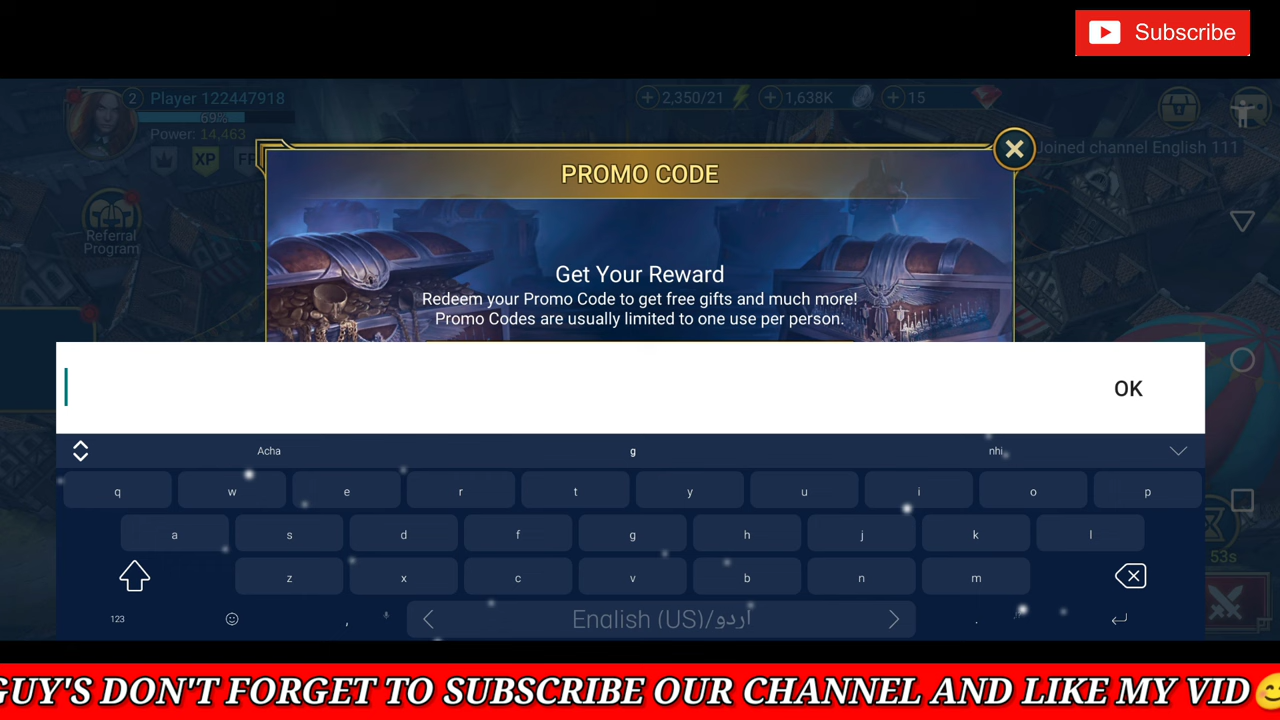 Subscribe
2 Player 122447918
2,350/21
1,638K
15
69%
Power: 14,463
XP
Joined channel English 111
PROMO CODE
Referral
Program
Get Your Reward
Redeem your Promo Code to get free gifts and much more!
Promo Codes are usually limited to one use per person.
OK
Acha g nhi
q w e r t y u i o p
a s d f g h j k l
53s
z x c v b n m
123 , English (US)/اردو .
GUY'S DON'T FORGET TO SUBSCRIBE OUR CHANNEL AND LIKE MY VID😊